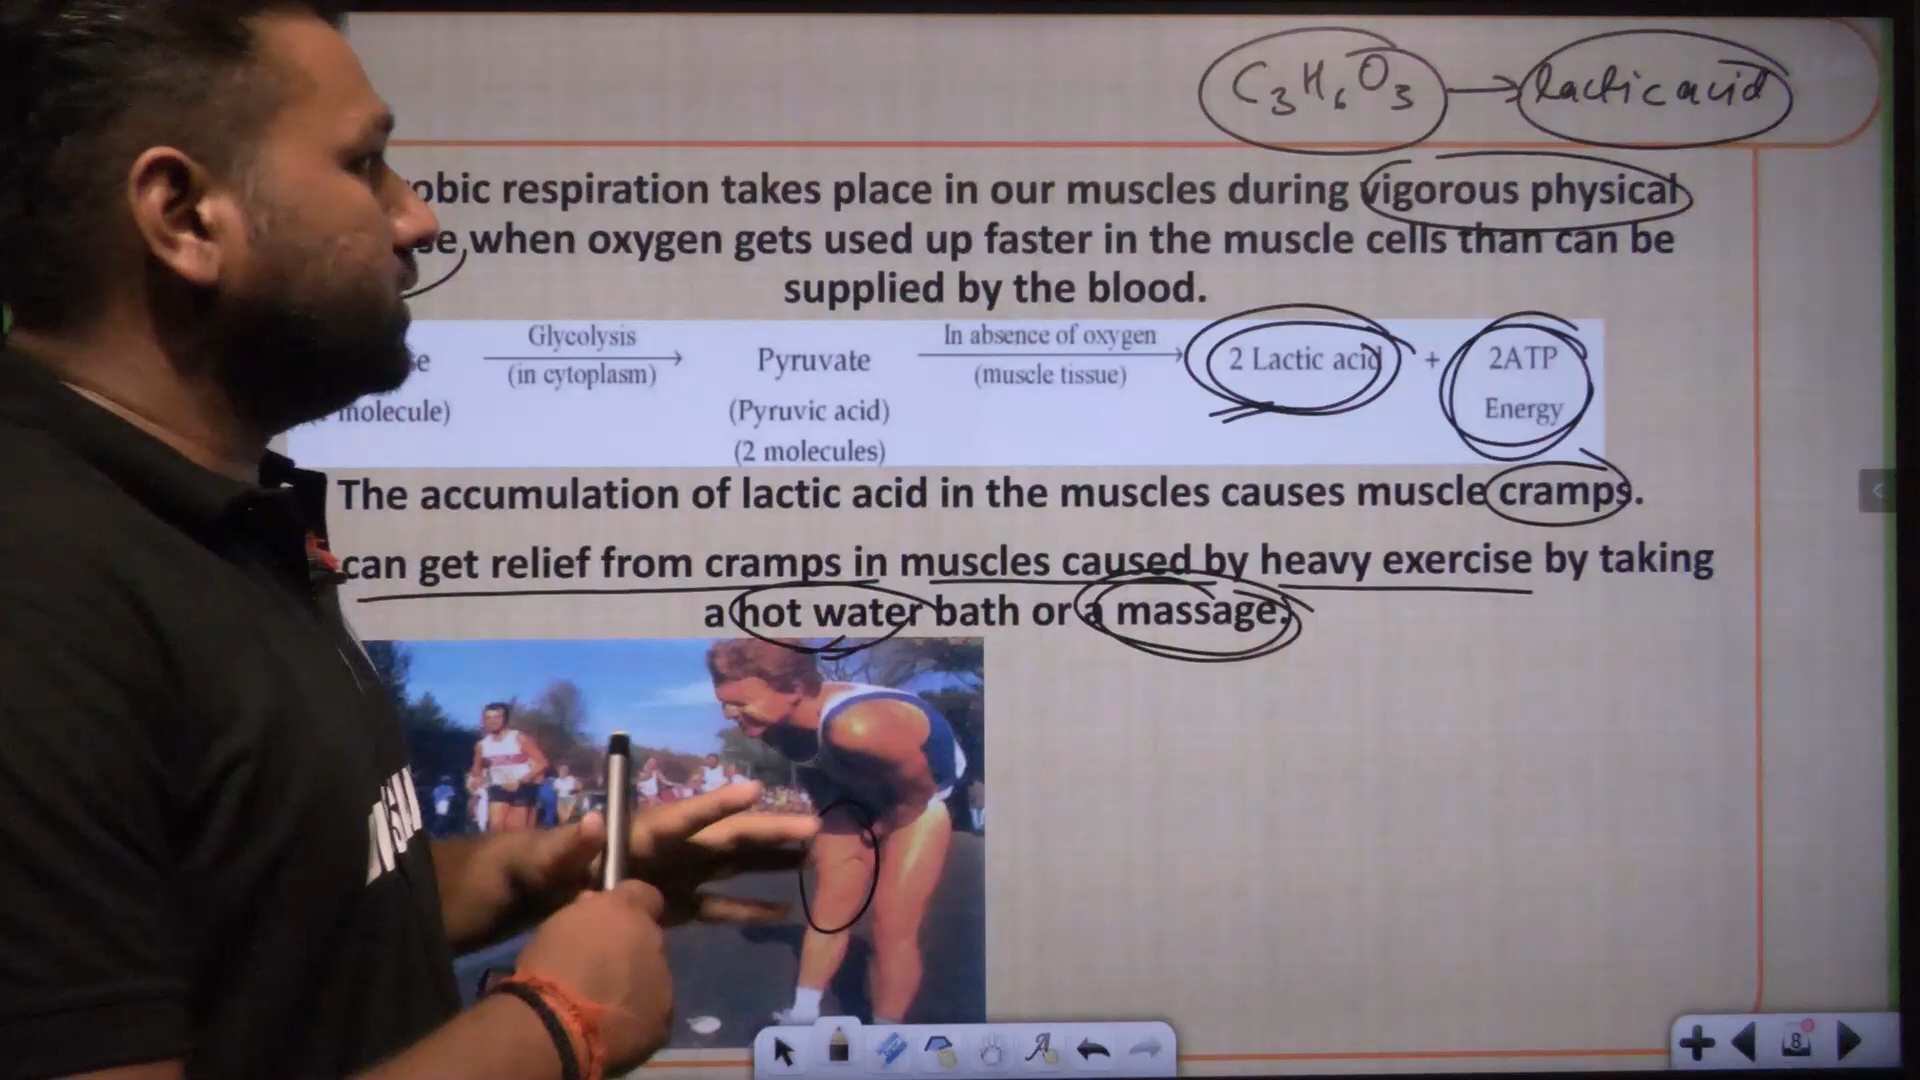 C3H6O3 → lactic acid
obic respiration takes place in our muscles during vigorous physical
se, when oxygen gets used up faster in the muscle cells than can be
supplied by the blood.
Glycolysis In absence of oxygen
se Pyruvate 2 Lactic acid + 2ATP
(in cytoplasm) (muscle tissue)
molecule) (Pyruvic acid) Energy
(2 molecules)
The accumulation of lactic acid in the muscles causes muscle cramps.
can get relief from cramps in muscles caused by heavy exercise by taking
a hot water bath or a massage.
8